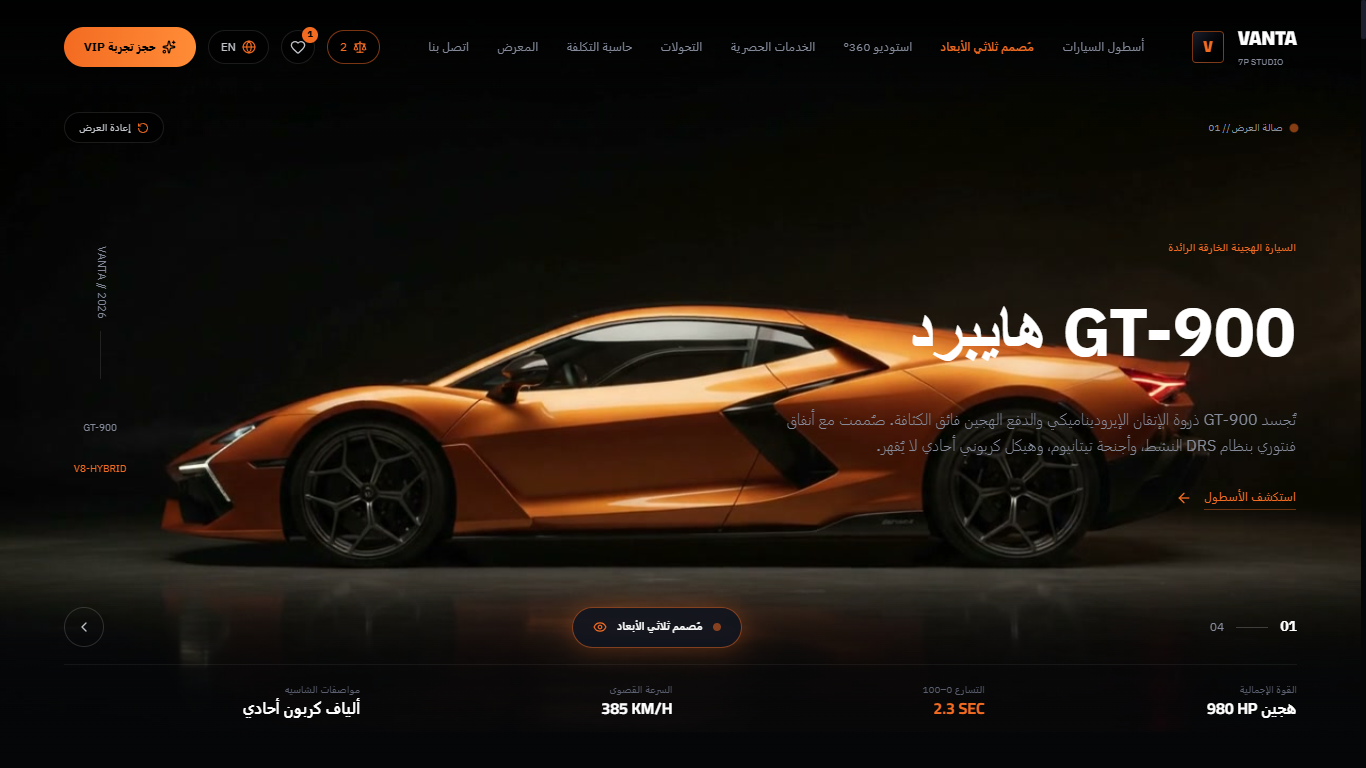 VANTA
7P STUDIO
V
أسطول السيارات
مُصمم ثلاثي الأبعاد
استوديو 360°
الخدمات الحصرية
التحولات
حاسبة التكلفة
المعرض
اتصل بنا
2
1
EN
حجز تجربة VIP
صالة العرض // 01
إعادة العرض
السيارة الهجينة الخارقة الرائدة
GT-900 هايبرد
تُجسد GT-900 ذروة الإتقان الإيروديناميكي والدفع الهجين فائق الكثافة. صُممت مع أنفاق
فنتوري بنظام DRS النشط، وأجنحة تيتانيوم، وهيكل كربوني أحادي لا يُقهر.
استكشف الأسطول
VANTA // 2026
GT-900
V8-HYBRID
01
04
مُصمم ثلاثي الأبعاد
القوة الإجمالية
980 HP هجين
التسارع 0-100
2.3 SEC
السرعة القصوى
385 KM/H
مواصفات الشاسيه
ألياف كربون أحادي